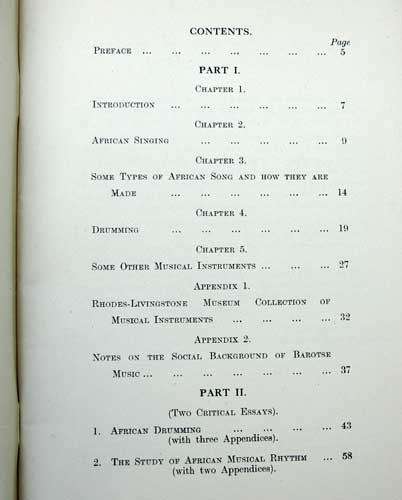 CONTENTS.
Page
PREFACE ... ... ... ... ... ... ... 5
PART I.
CHAPTER 1.
INTRODUCTION ... ... ... ... ... ... 7
CHAPTER 2.
AFRICAN SINGING ... ... ... ... ... 9
CHAPTER 3.
SOME TYPES OF AFRICAN SONG AND HOW THEY ARE
MADE ... ... ... ... ... ... 14
CHAPTER 4.
DRUMMING ... ... ... ... ... ... 19
CHAPTER 5.
SOME OTHER MUSICAL INSTRUMENTS ... ... ... 27
APPENDIX 1.
RHODES-LIVINGSTONE MUSEUM COLLECTION OF
MUSICAL INSTRUMENTS ... ... ... ... 32
APPENDIX 2.
NOTES ON THE SOCIAL BACKGROUND OF BAROTSE
MUSIC ... ... ... ... ... ... ... 37
PART II.
(TWO CRITICAL ESSAYS).
1. AFRICAN DRUMMING ... ... ... ... 43
(with three Appendices).
2. THE STUDY OF AFRICAN MUSICAL RHYTHM ... 58
(with two Appendices).